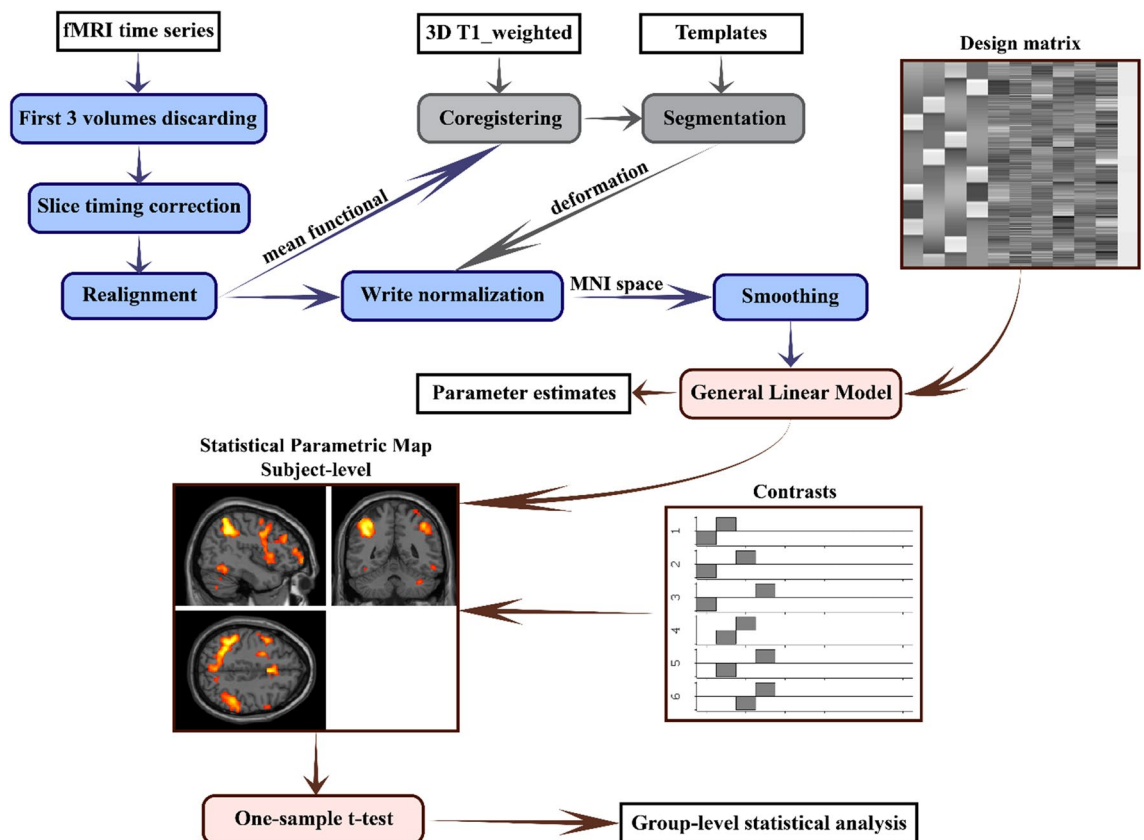 fMRI time series
3D T1_weighted
Templates
Design matrix
First 3 volumes discarding
Coregistering
Segmentation
Slice timing correction
mean functional
deformation
Realignment
Write normalization
MNI space
Smoothing
Parameter estimates
General Linear Model
Statistical Parametric Map
Subject-level
Contrasts
1
2
3
4
5
6
One-sample t-test
Group-level statistical analysis